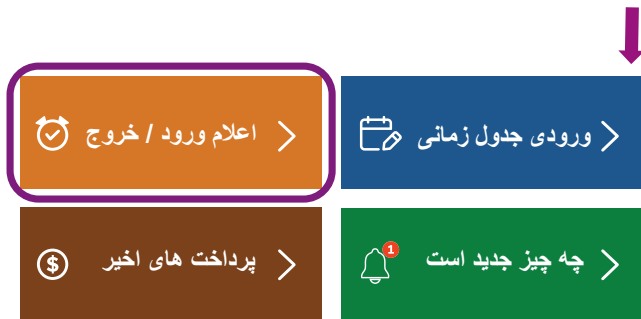 ورودی جدول زمانی
اعلام ورود / خروج
چه چیز جدید است
1
پرداخت های اخیر
$